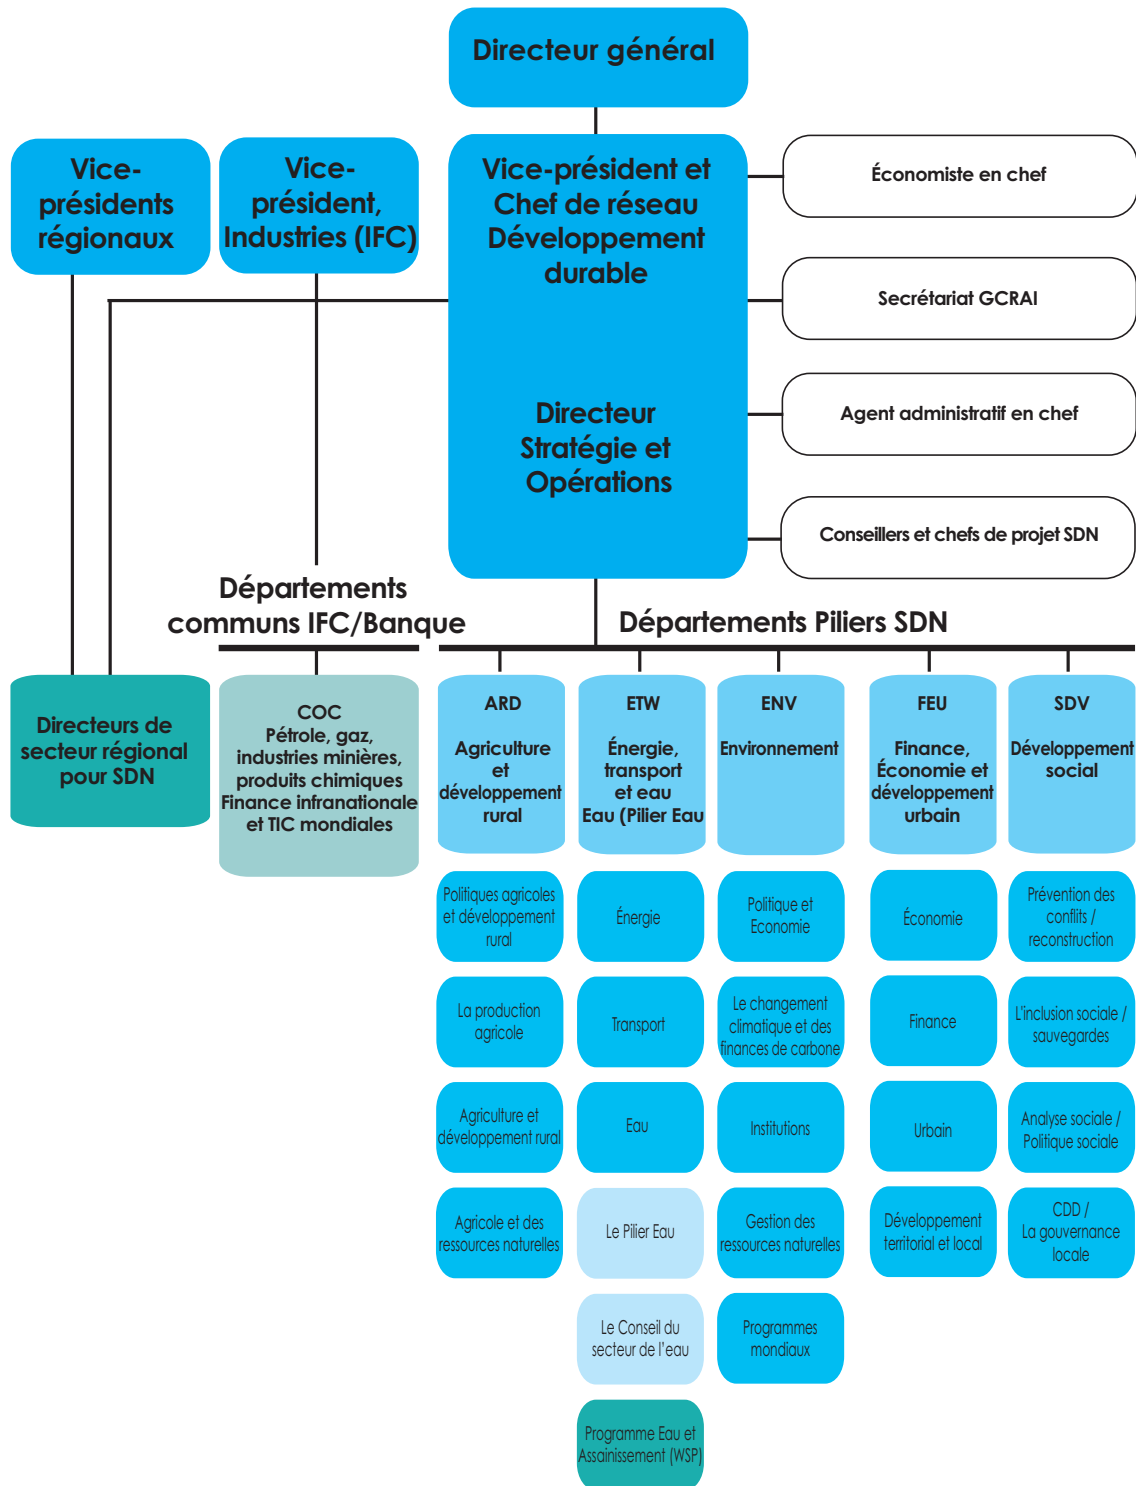 Directeur général
Vice-
présidents
régionaux
Vice-
président,
Industries (IFC)
Vice-président et
Chef de réseau
Développement
durable
Directeur
Stratégie et
Opérations
Économiste en chef
Secrétariat GCRAI
Agent administratif en chef
Conseillers et chefs de projet SDN
Départements
communs IFC/Banque
Départements Piliers SDN
Directeurs de
secteur régional
pour SDN
COC
Pétrole, gaz,
industries minières,
produits chimiques
Finance infranationale
et TIC mondiales
ARD
Agriculture
et
développement
rural
ETW
Énergie,
transport
et eau
Eau (Pilier Eau
ENV
Environnement
FEU
Finance,
Économie et
développement
urbain
SDV
Développement
social
Politiques agricoles
et développement
rural
La production
agricole
Agriculture et
développement rural
Agricole et des
ressources naturelles
Énergie
Transport
Eau
Le Pilier Eau
Le Conseil du
secteur de l'eau
Programme Eau et
Assainissement (WSP)
Politique et
Economie
Le changement
climatique et des
finances de carbone
Institutions
Gestion des
ressources naturelles
Programmes
mondiaux
Économie
Finance
Urbain
Développement
territorial et local
Prévention des
conflits /
reconstruction
L'inclusion sociale /
sauvegardes
Analyse sociale /
Politique sociale
CDD /
La gouvernance
locale